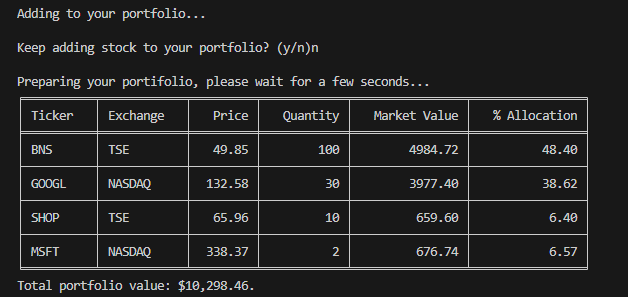 Adding to your portfolio...
Keep adding stock to your portfolio? (y/n)n
Preparing your portifolio, please wait for a few seconds...
Ticker Exchange Price Quantity Market Value % Allocation
BNS TSE 49.85 100 4984.72 48.40
GOOGL NASDAQ 132.58 30 3977.40 38.62
SHOP TSE 65.96 10 659.60 6.40
MSFT NASDAQ 338.37 2 676.74 6.57
Total portfolio value: $10,298.46.